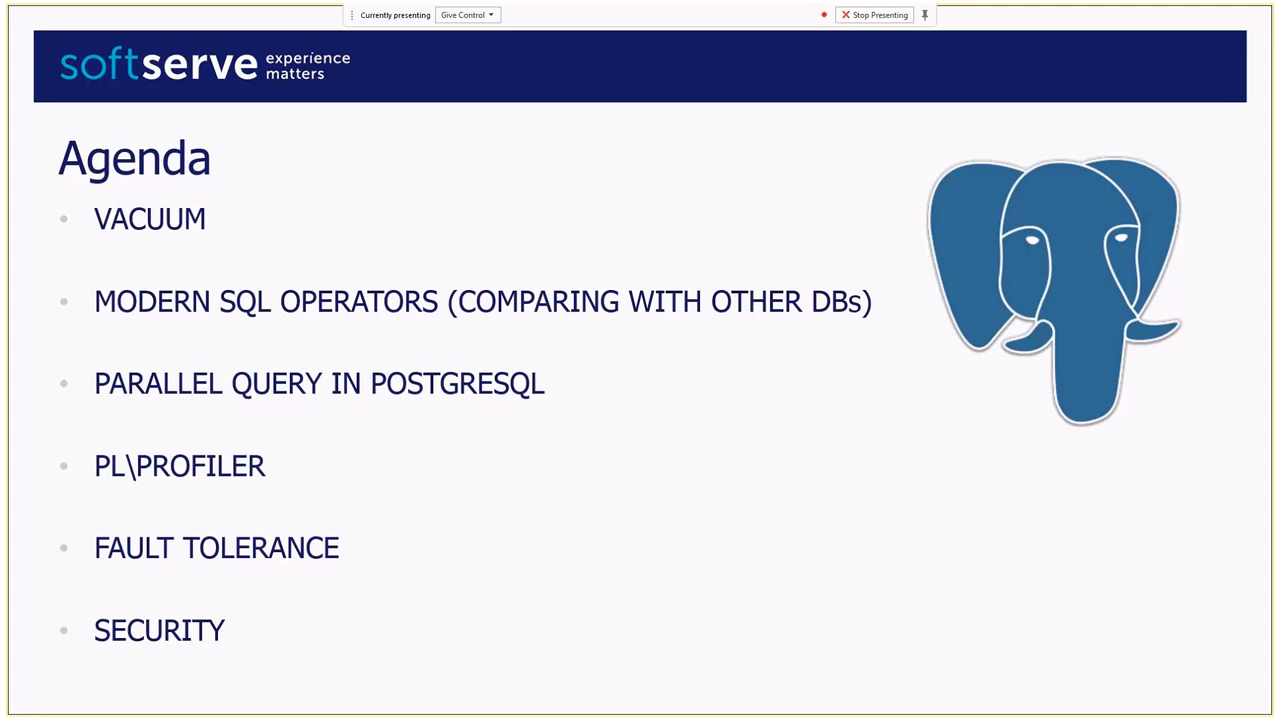 Currently presenting Give Control Stop Presenting
softserve experience
matters
Agenda
• VACUUM
• MODERN SQL OPERATORS (COMPARING WITH OTHER DBs)
• PARALLEL QUERY IN POSTGRESQL
• PL\PROFILER
• FAULT TOLERANCE
• SECURITY